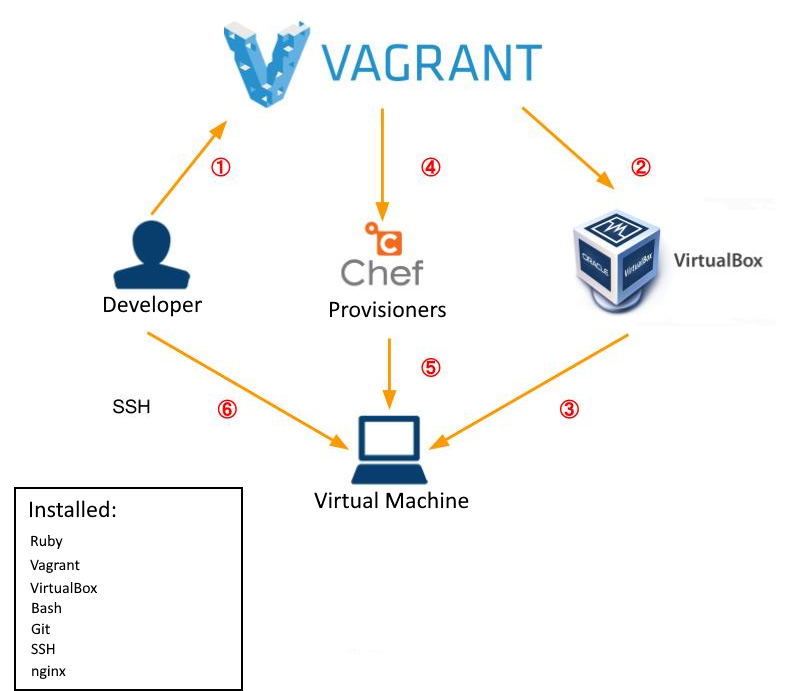 VAGRANT
①
④
②
ORACLE
VirtualBox
Chef
VirtualBox
Developer
Provisioners
⑤
SSH
⑥
③
Virtual Machine
Installed:
Ruby
Vagrant
VirtualBox
Bash
Git
SSH
nginx